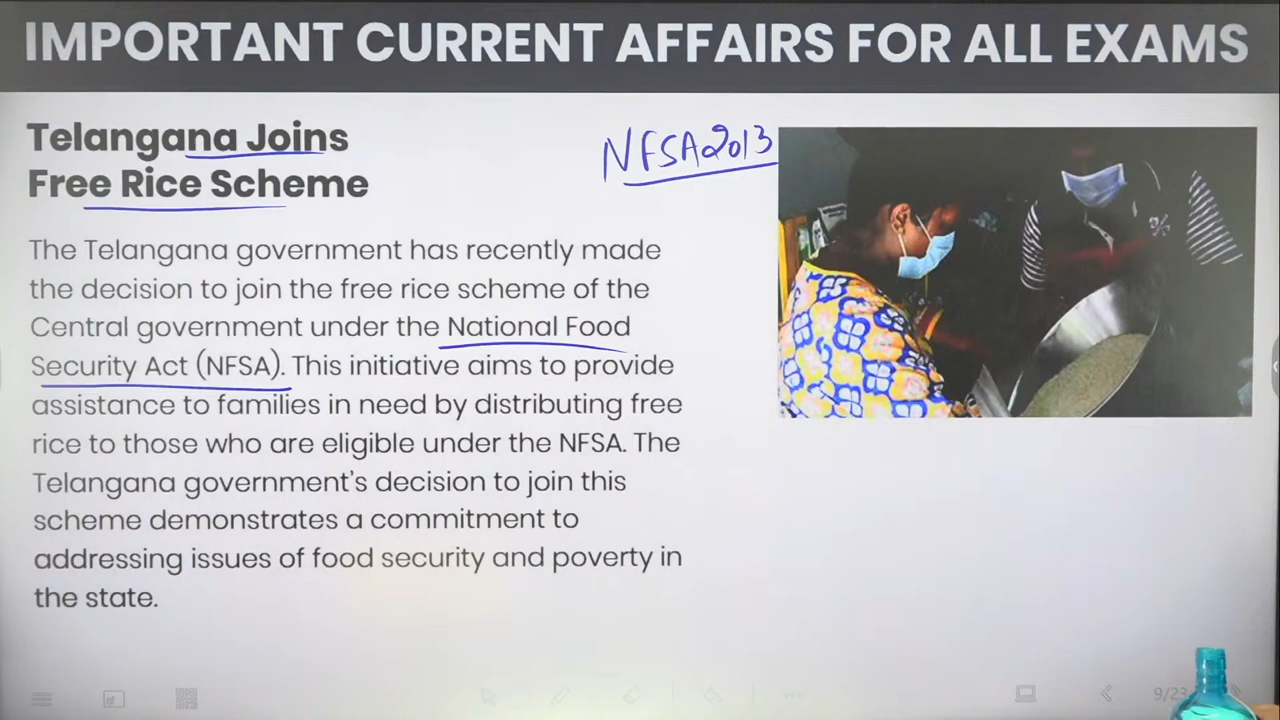 IMPORTANT CURRENT AFFAIRS FOR ALL EXAMS
Telangana Joins
Free Rice Scheme
NFSA 2013
The Telangana government has recently made
the decision to join the free rice scheme of the
Central government under the National Food
Security Act (NFSA). This initiative aims to provide
assistance to families in need by distributing free
rice to those who are eligible under the NFSA. The
Telangana government's decision to join this
scheme demonstrates a commitment to
addressing issues of food security and poverty in
the state.
9/23